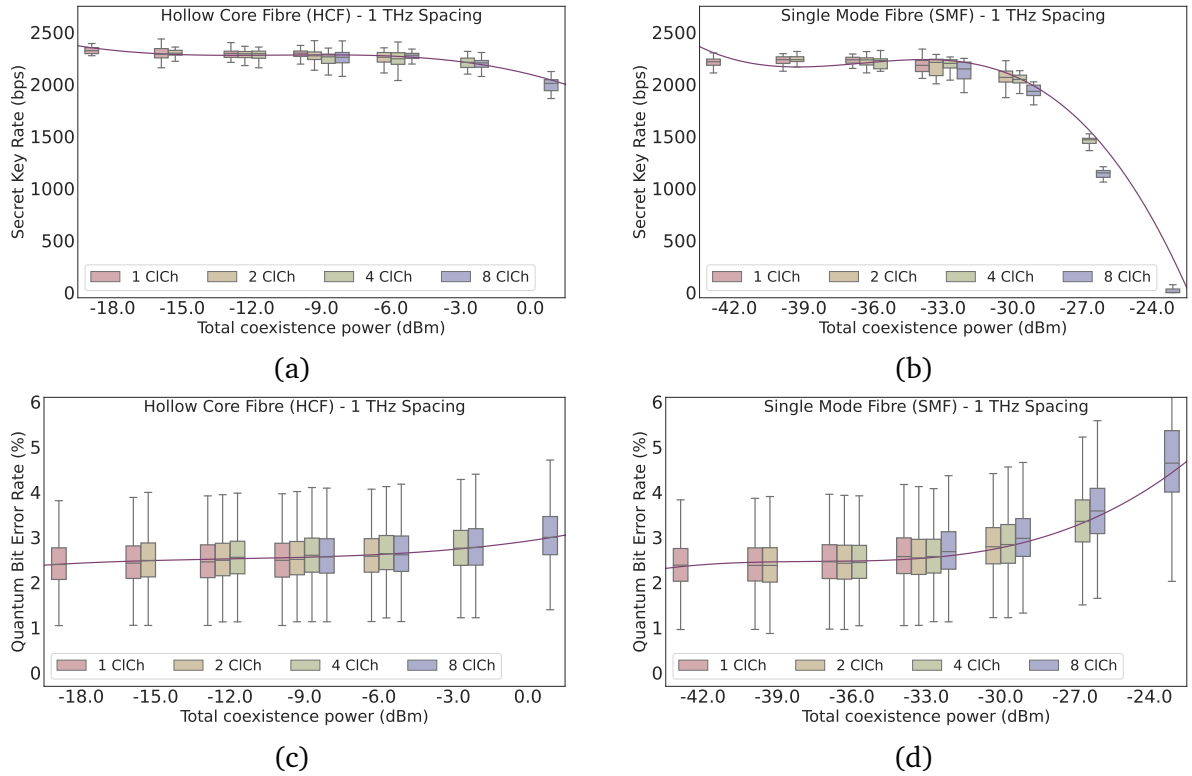 Hollow Core Fibre (HCF) - 1 THz Spacing
Secret Key Rate (bps)
2500
2000
1500
1000
500
0
1 ClCh 2 ClCh 4 ClCh 8 ClCh
-18.0 -15.0 -12.0 -9.0 -6.0 -3.0 0.0
Total coexistence power (dBm)
(a)
Single Mode Fibre (SMF) - 1 THz Spacing
Secret Key Rate (bps)
2500
2000
1500
1000
500
0
1 ClCh 2 ClCh 4 ClCh 8 ClCh
-42.0 -39.0 -36.0 -33.0 -30.0 -27.0 -24.0
Total coexistence power (dBm)
(b)
Hollow Core Fibre (HCF) - 1 THz Spacing
Quantum Bit Error Rate (%)
6
5
4
3
2
1
0
1 ClCh 2 ClCh 4 ClCh 8 ClCh
-18.0 -15.0 -12.0 -9.0 -6.0 -3.0 0.0
Total coexistence power (dBm)
(c)
Single Mode Fibre (SMF) - 1 THz Spacing
Quantum Bit Error Rate (%)
6
5
4
3
2
1
0
1 ClCh 2 ClCh 4 ClCh 8 ClCh
-42.0 -39.0 -36.0 -33.0 -30.0 -27.0 -24.0
Total coexistence power (dBm)
(d)